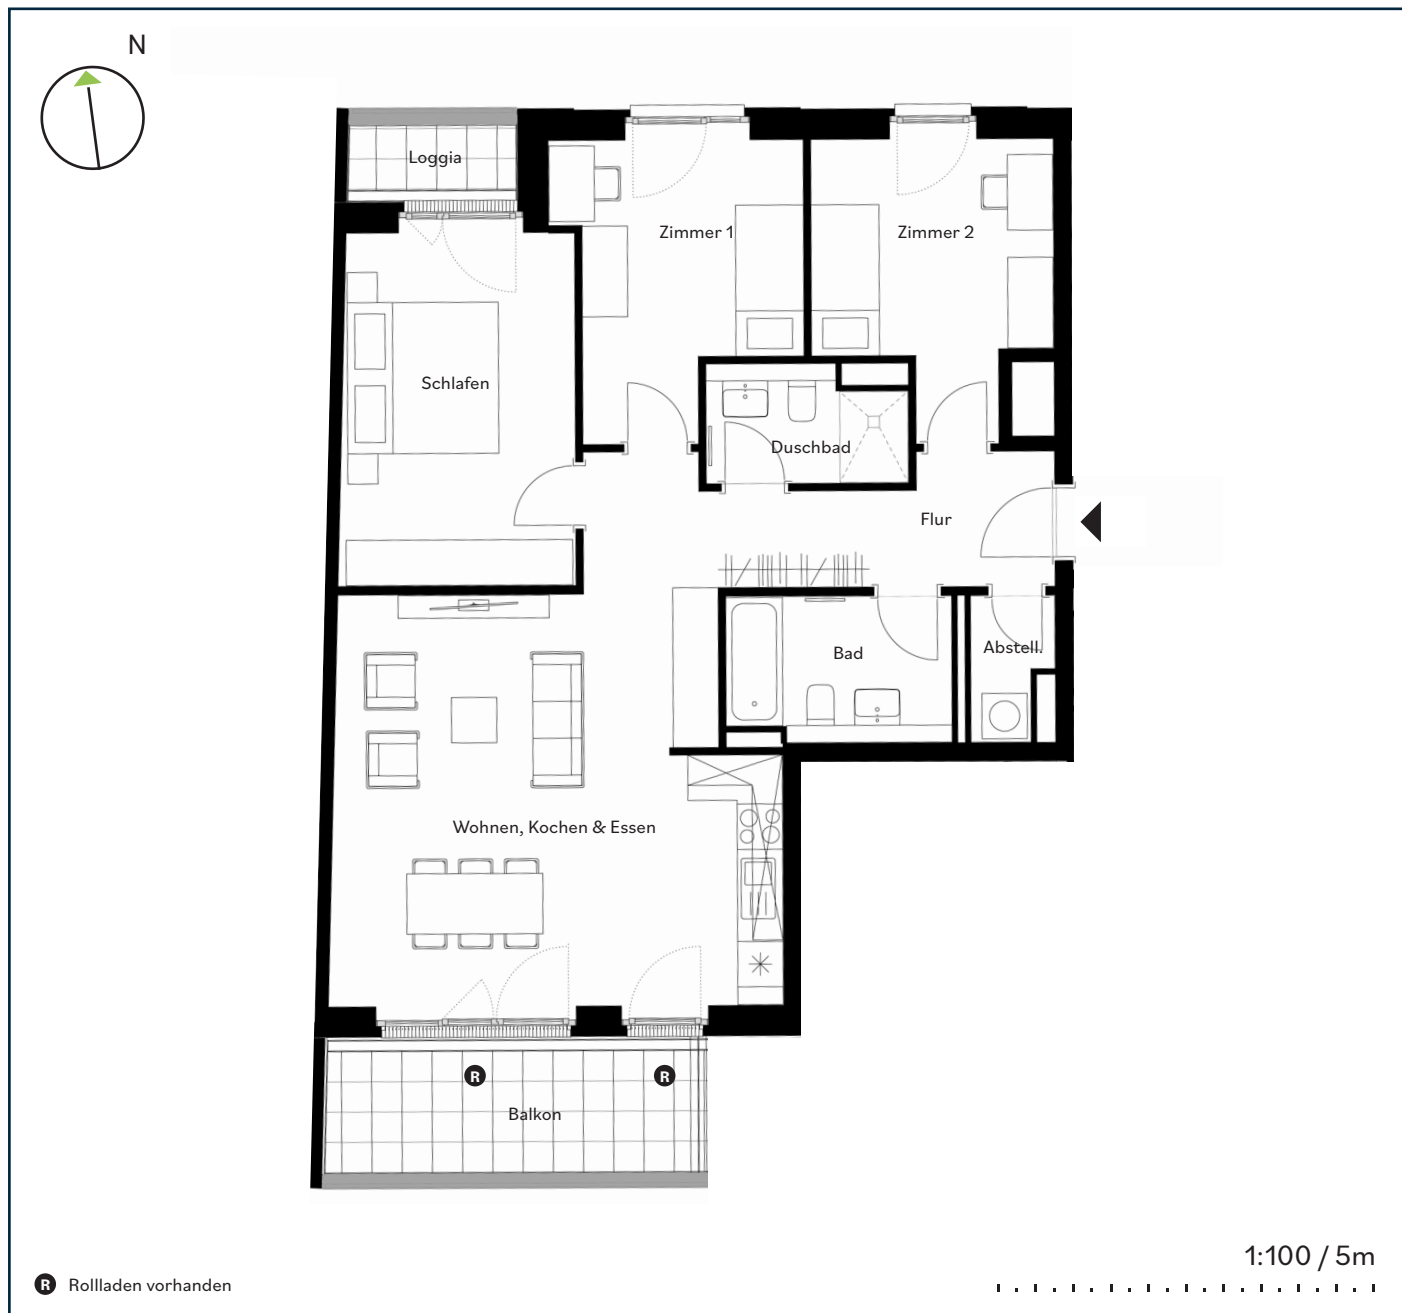 N
Loggia
Zimmer 1
Zimmer 2
Schlafen
Duschbad
Flur
Bad
Abstell.
Wohnen, Kochen & Essen
R
R
Balkon
1:100 / 5m
R Rollladen vorhanden